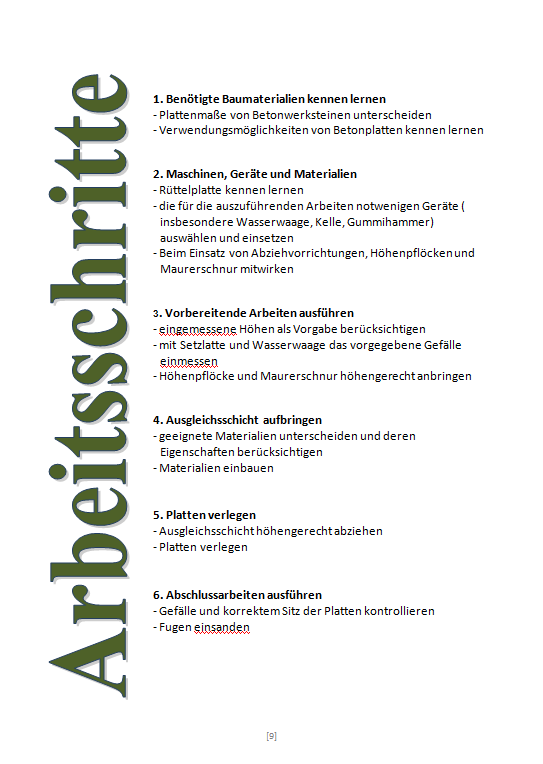 Arbeitsschritte
1. Benötigte Baumaterialien kennen lernen
- Plattenmaße von Betonwerksteinen unterscheiden
- Verwendungsmöglichkeiten von Betonplatten kennen lernen
2. Maschinen, Geräte und Materialien
- Rüttelplatte kennen lernen
- die für die auszuführenden Arbeiten notwenigen Geräte (
insbesondere Wasserwaage, Kelle, Gummihammer)
auswählen und einsetzen
- Beim Einsatz von Abziehvorrichtungen, Höhenpflöcken und
Maurerschnur mitwirken
3. Vorbereitende Arbeiten ausführen
- eingemessene Höhen als Vorgabe berücksichtigen
- mit Setzlatte und Wasserwaage das vorgegebene Gefälle
einmessen
- Höhenpflöcke und Maurerschnur höhengerecht anbringen
4. Ausgleichsschicht aufbringen
- geeignete Materialien unterscheiden und deren
Eigenschaften berücksichtigen
- Materialien einbauen
5. Platten verlegen
- Ausgleichsschicht höhengerecht abziehen
- Platten verlegen
6. Abschlussarbeiten ausführen
- Gefälle und korrektem Sitz der Platten kontrollieren
- Fugen einsanden
[9]